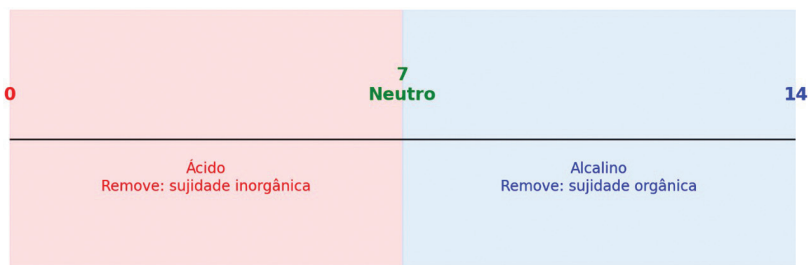 7
0 Neutro 14
Ácido
Remove: sujidade inorgânica
Alcalino
Remove: sujidade orgânica